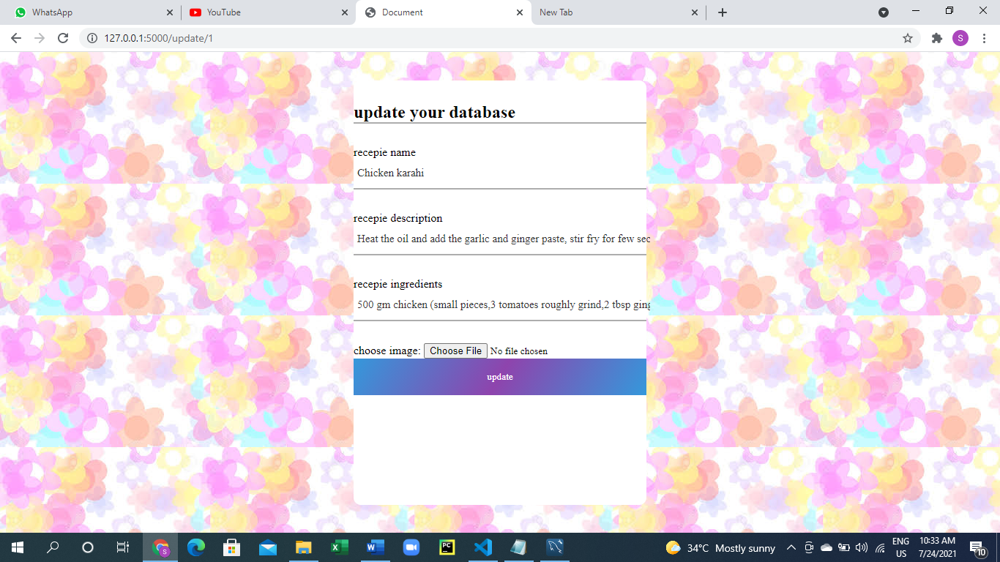 WhatsApp
YouTube
Document
New Tab
127.0.0.1:5000/update/1
S
update your database
recepie name
Chicken karahi
recepie description
Heat the oil and add the garlic and ginger paste, stir fry for few sec
recepie ingredients
500 gm chicken (small pieces,3 tomatoes roughly grind,2 tbsp ging
choose image: Choose File No file chosen
update
S
PC
34°C Mostly sunny
ENG
US
10:33 AM
7/24/2021
10